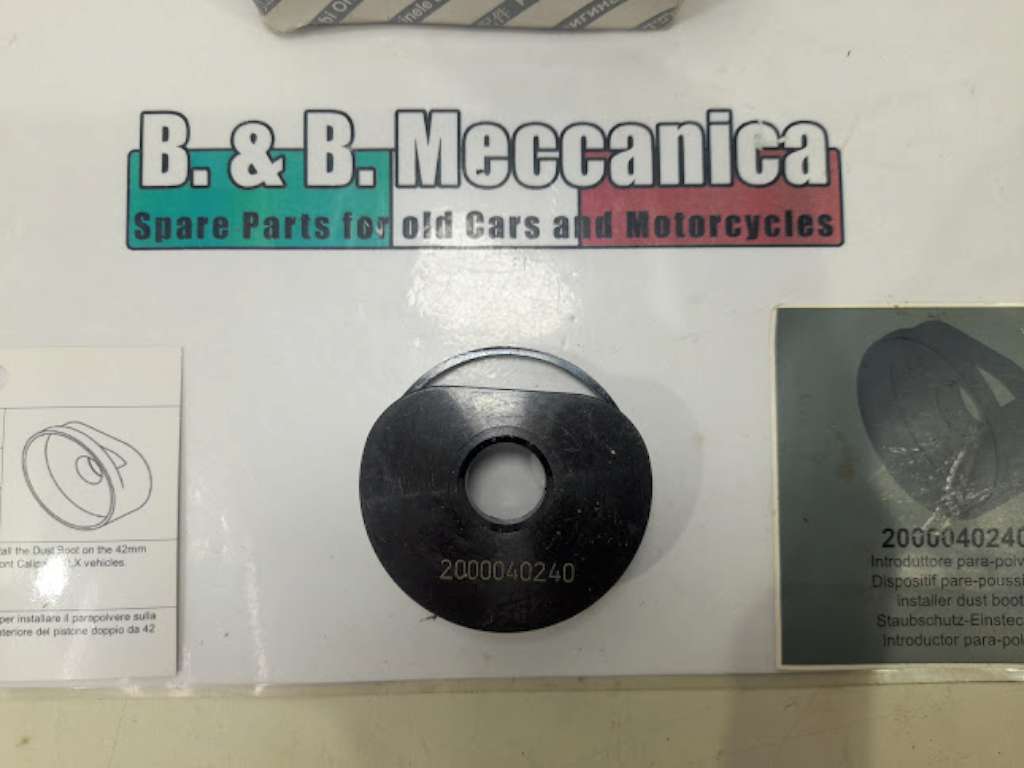 B. & B. Meccanica
Spare Parts for old Cars and Motorcycles
2000040240
all the Dust Boot on the 42mm
ont Calip X vehicles.
per installare il parapolvere sulla
teriore del pistone doppio da 42
2000040240
Introduttore para-polv
Dispositif pare-poussi
installer dust boot
Staubschutz-Einstec
Introductor para-pol